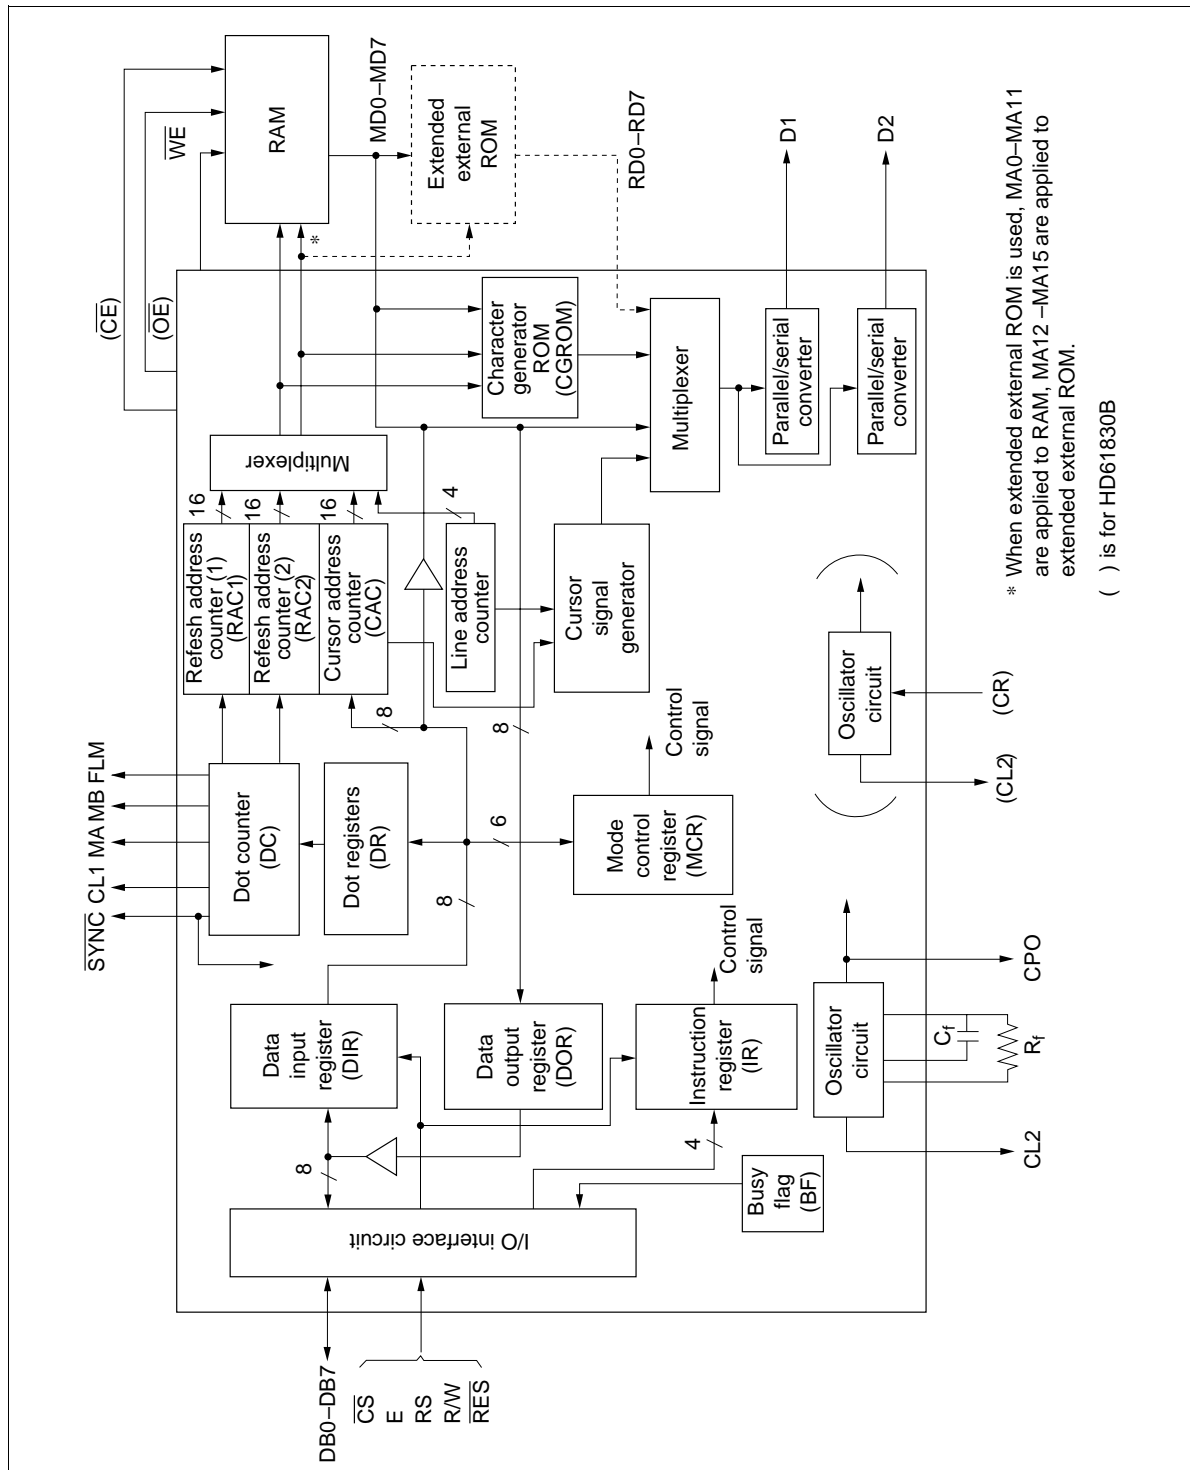 DB0–DB7
CS
E
RS
R/W
RES
I/O interface circuit
8
4
Busy
flag
(BF)
Data
input
register
(DIR)
Data
output
register
(DOR)
Instruction
register
(IR)
Control
signal
SYNC CL1 MA MB FLM
Dot counter
(DC)
Dot registers
(DR)
8
6
8
8
Mode
control
register
(MCR)
Control
signal
Refesh address
counter (1)
(RAC1)
Refesh address
counter (2)
(RAC2)
Cursor address
counter
(CAC)
16
16
16
4
Line address
counter
Cursor
signal
generator
Multiplexer
(CE)
(OE)
WE
RAM
*
MD0–MD7
Extended
external
ROM
RD0–RD7
Character
generator
ROM
(CGROM)
Multiplexer
Parallel/serial
converter
D1
Parallel/serial
converter
D2
CL2
Oscillator
circuit
Cf
Rf
CPO
(CL2)
Oscillator
circuit
(CR)
* When extended external ROM is used, MA0–MA11
are applied to RAM, MA12 –MA15 are applied to
extended external ROM.
( ) is for HD61830B